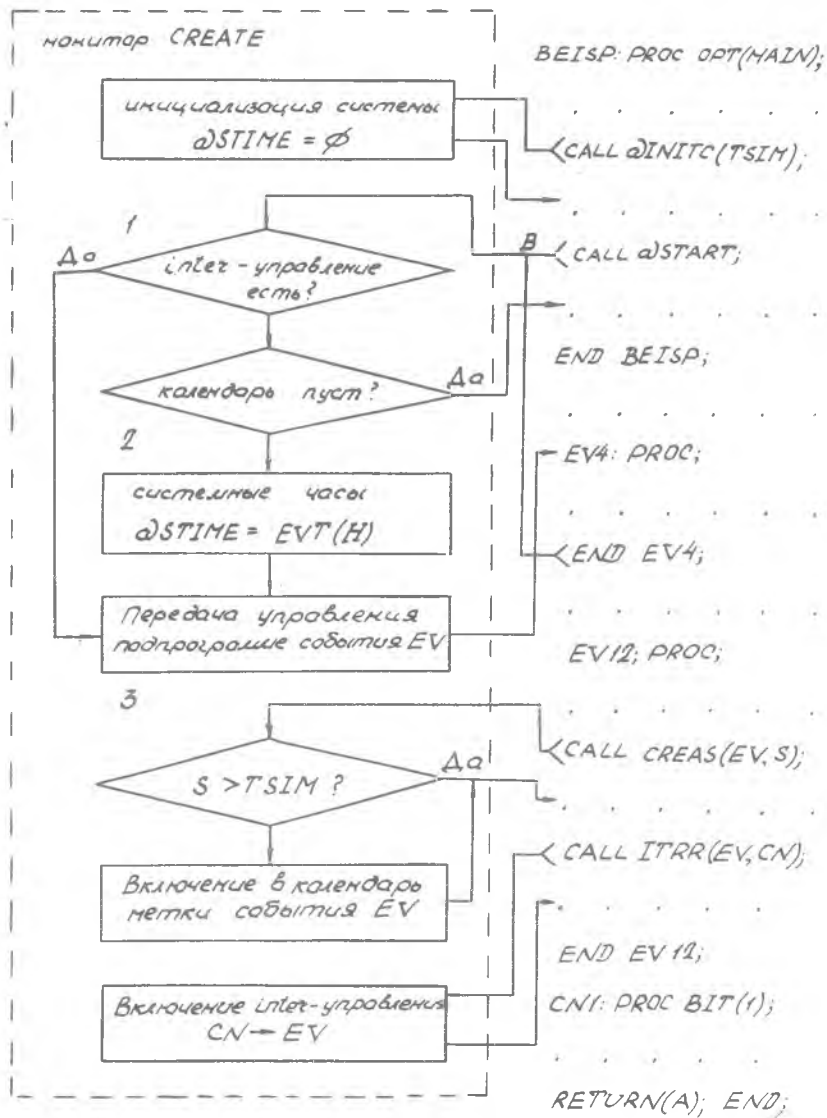 монитор CREATE
инициализация системы
@STIME = ∅
1
Да
inter-управление
есть?
календарь пуст?
Да
2
системные часы
@STIME = EVT(H)
Передача управления
подпрограмме события EV
3
S > TSIM ?
Да
Включение в календарь
метки события EV
Включение inter-управления
CN → EV
BEISP: PROC OPT(MAIN);
CALL @INITC(TSIM);
B
CALL @START;
END BEISP;
EV4: PROC;
END EV4;
EV12; PROC;
CALL CREAS(EV,S);
CALL ITRR(EV,CN);
END EV12;
CN1: PROC BIT(1);
RETURN(A); END;